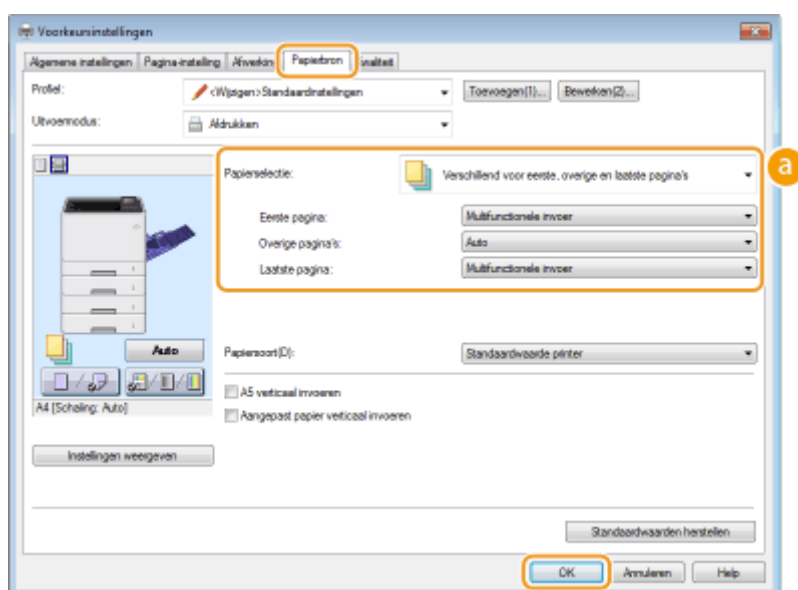 Voorkeursinstellingen
Algemene instellingen Pagina-instelling Afwerking Papierbron Kwaliteit
Profiel: <Wijzigen>Standaardinstellingen Toevoegen(1)... Bewerken(2)...
Uitvoermodus: Afdrukken
Papierselectie: Verschillend voor eerste, overige en laatste pagina's
a
Eerste pagina: Multifunctionele invoer
Overige pagina's: Auto
Laatste pagina: Multifunctionele invoer
Auto
Papiersoort(D): Standaardwaarde printer
A4 [Schaling: Auto]
A5 verticaal invoeren
Aangepast papier verticaal invoeren
Instellingen weergeven
Standaardwaarden herstellen
OK Annuleren Help